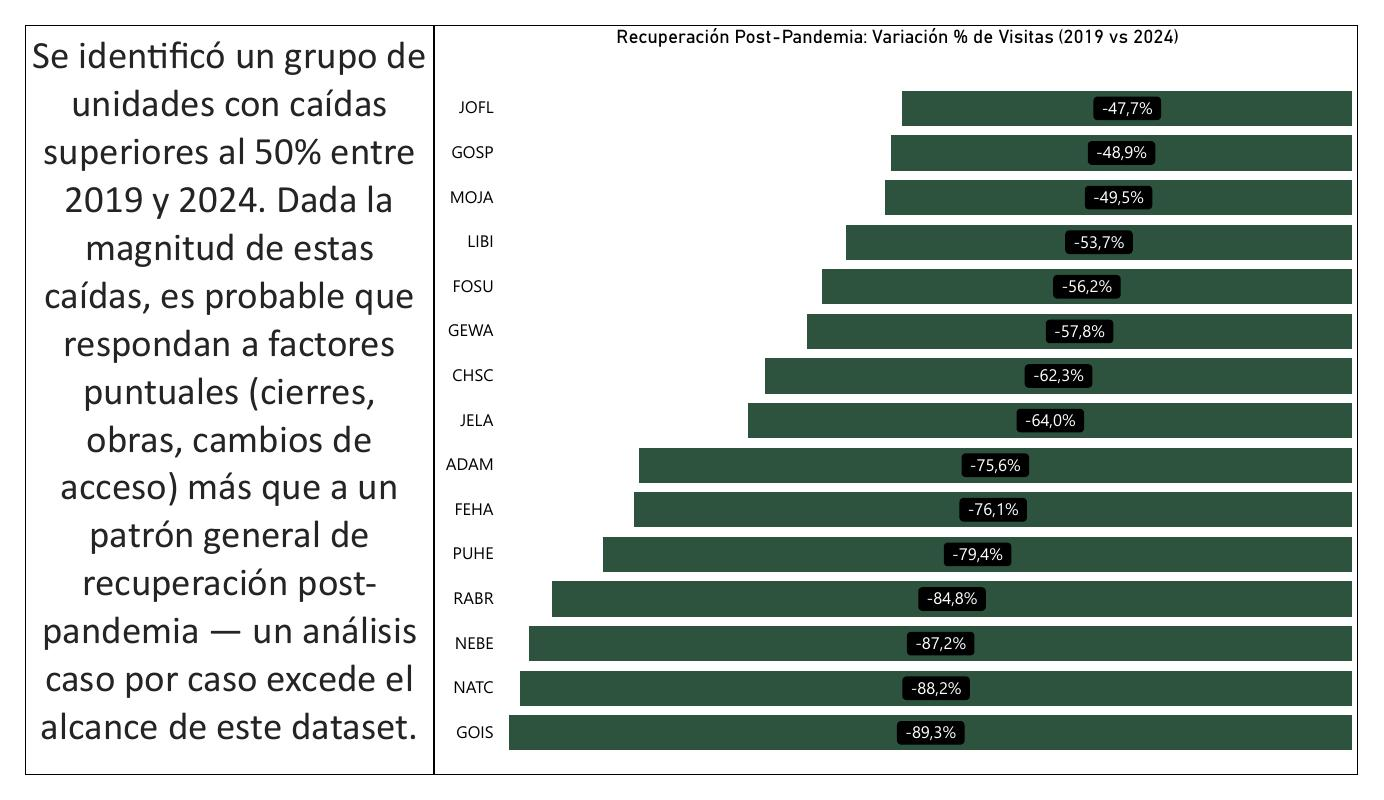 Se identificó un grupo de
unidades con caídas
superiores al 50% entre
2019 y 2024. Dada la
magnitud de estas
caídas, es probable que
respondan a factores
puntuales (cierres,
obras, cambios de
acceso) más que a un
patrón general de
recuperación post-
pandemia — un análisis
caso por caso excede el
alcance de este dataset.
Recuperación Post-Pandemia: Variación % de Visitas (2019 vs 2024)
JOFL -47,7%
GOSP -48,9%
MOJA -49,5%
LIBI -53,7%
FOSU -56,2%
GEWA -57,8%
CHSC -62,3%
JELA -64,0%
ADAM -75,6%
FEHA -76,1%
PUHE -79,4%
RABR -84,8%
NEBE -87,2%
NATC -88,2%
GOIS -89,3%